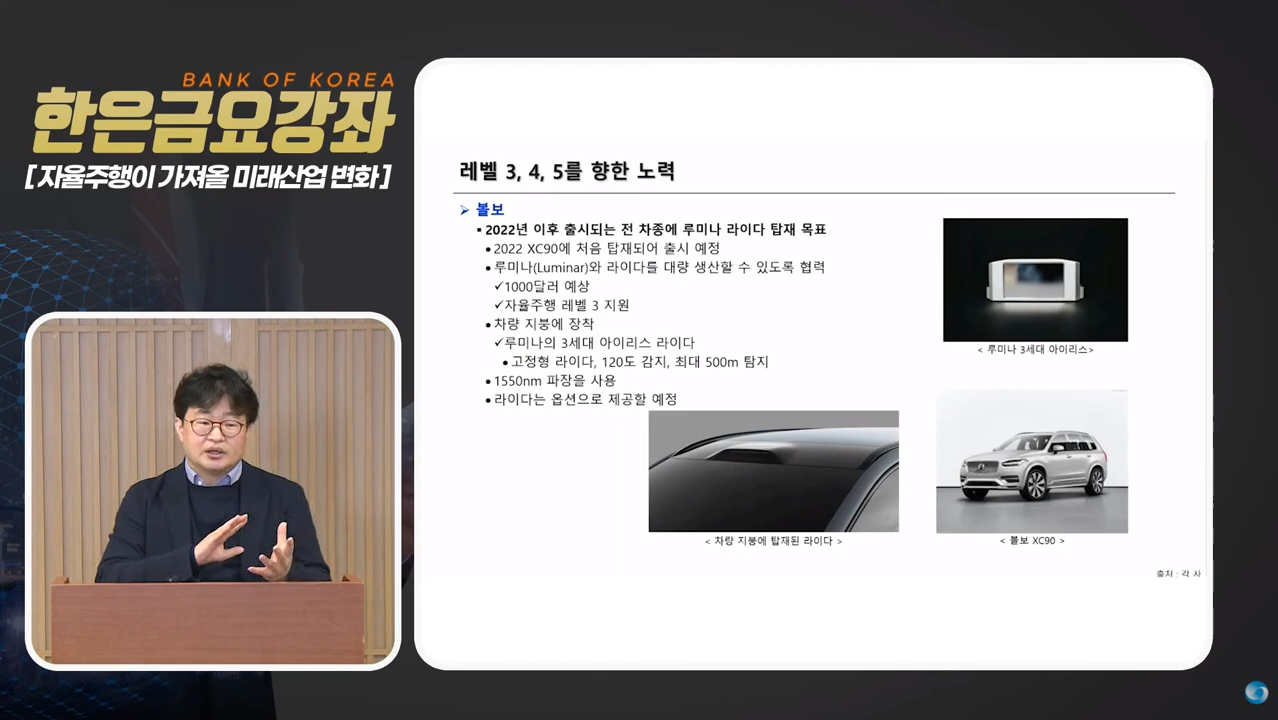 BANK OF KOREA
한은금요강좌
[ 자율주행이 가져올 미래산업 변화 ]
레벨 3, 4, 5를 향한 노력
➢ 볼보
▪ 2022년 이후 출시되는 전 차종에 루미나 라이다 탑재 목표
• 2022 XC90에 처음 탑재되어 출시 예정
• 루미나(Luminar)와 라이다를 대량 생산할 수 있도록 협력
✓1000달러 예상
✓자율주행 레벨 3 지원
• 차량 지붕에 장착
✓루미나의 3세대 아이리스 라이다
• 고정형 라이다, 120도 감지, 최대 500m 탐지
• 1550nm 파장을 사용
• 라이다는 옵션으로 제공할 예정
< 루미나 3세대 아이리스>
< 차량 지붕에 탑재된 라이다 >
< 볼보 XC90 >
출처 : 각 사